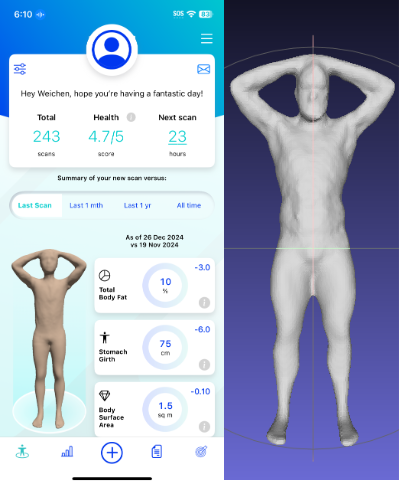 6:10
SOS 83
Hey Weichen, hope you're having a fantastic day!
Total Health Next scan
243 4.7/5 23
scans score hours
Summary of your new scan versus:
Last Scan Last 1 mth Last 1 yr All time
As of 26 Dec 2024
vs 19 Nov 2024
-3.0
10
%
Total
Body Fat
-6.0
75
cm
Stomach
Girth
-0.10
1.5
sq m
Body
Surface
Area